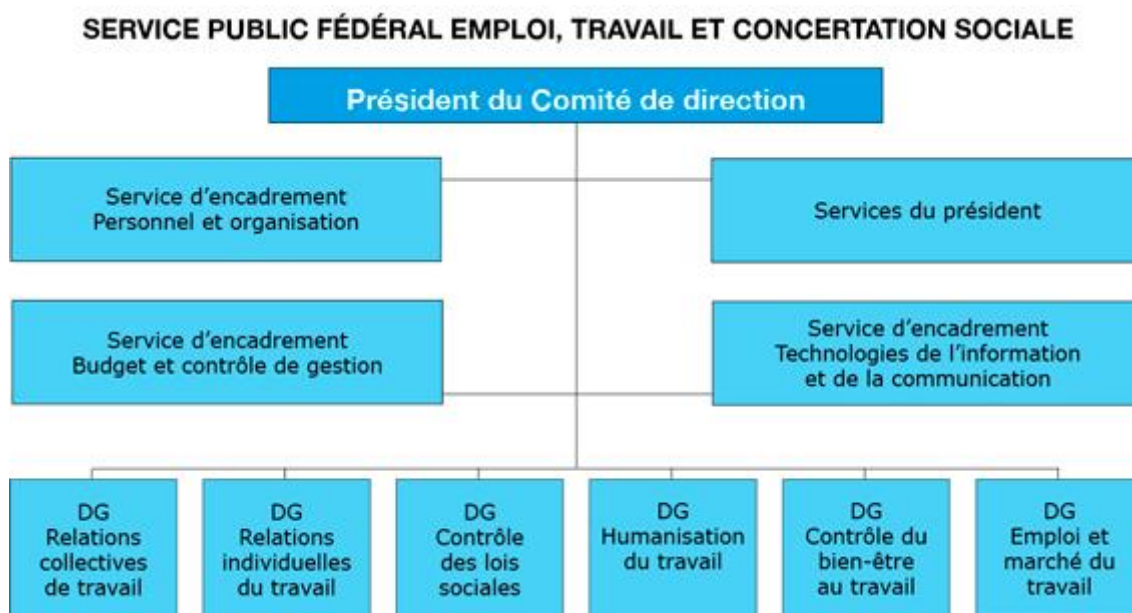 SERVICE PUBLIC FÉDÉRAL EMPLOI, TRAVAIL ET CONCERTATION SOCIALE
Président du Comité de direction
Service d'encadrement
Personnel et organisation
Services du président
Service d'encadrement
Budget et contrôle de gestion
Service d'encadrement
Technologies de l'information
et de la communication
DG
Relations
collectives
de travail
DG
Relations
individuelles
du travail
DG
Contrôle
des lois
sociales
DG
Humanisation
du travail
DG
Contrôle du
bien-être
au travail
DG
Emploi et
marché du
travail